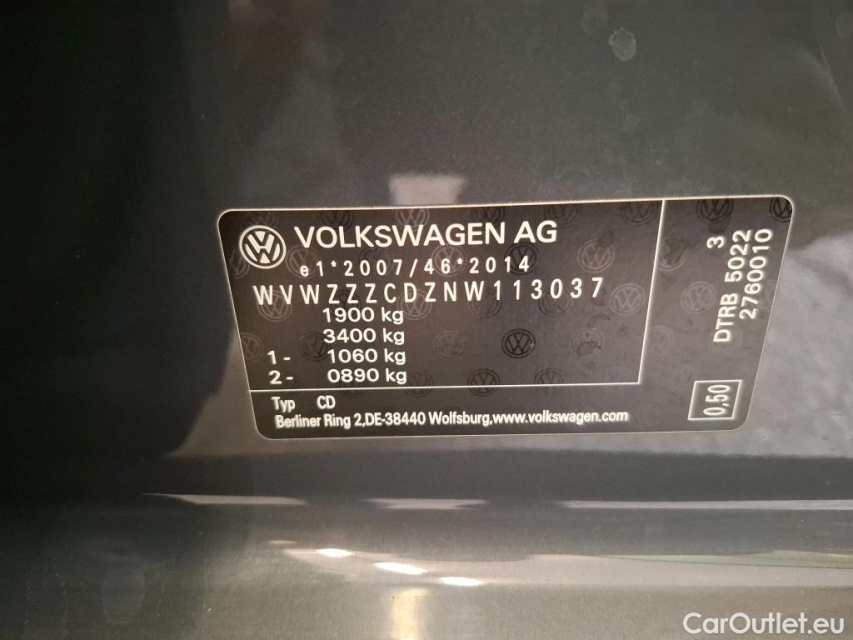 VOLKSWAGEN AG
e1*2007/46*2014
WVWZZZCDZNW113037
1900 kg
3400 kg
1- 1060 kg
2- 0890 kg
Typ CD
Berliner Ring 2,DE-38440 Wolfsburg,www.volkswagen.com
3
DTRB 5022
2760010
0,50
CarOutlet.eu